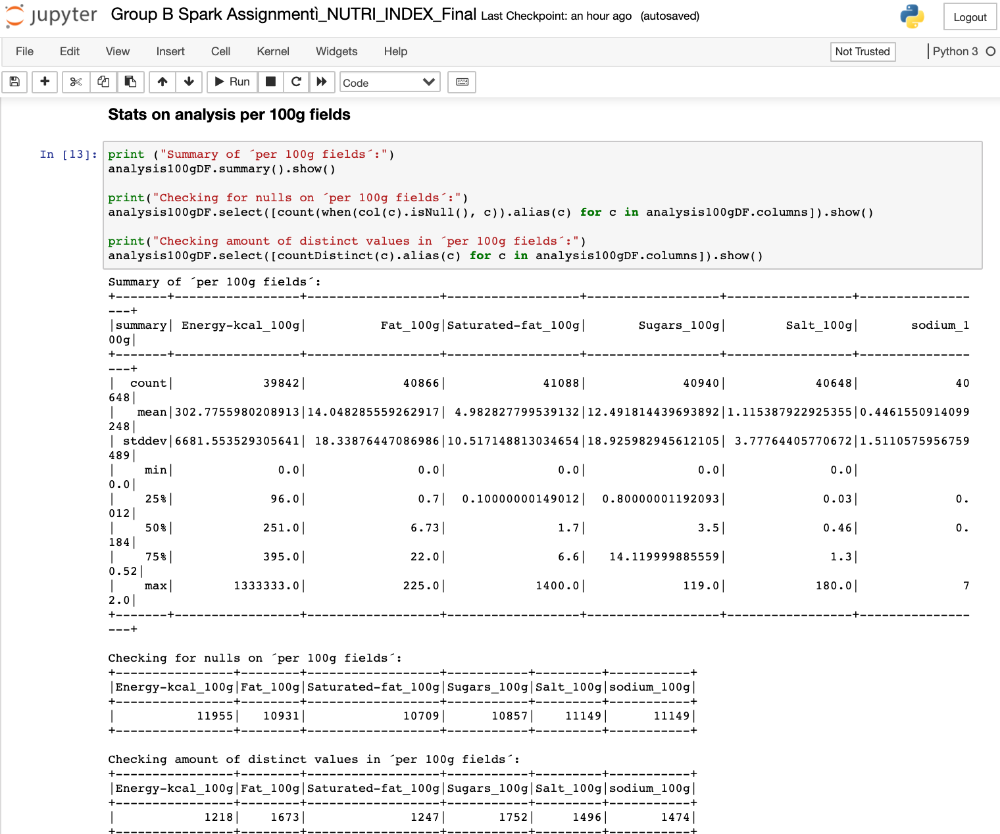 jupyter Group B Spark Assignmentì_NUTRI_INDEX_Final Last Checkpoint: an hour ago (autosaved) Logout
File Edit View Insert Cell Kernel Widgets Help Not Trusted Python 3
Run Code
Stats on analysis per 100g fields
In [13]: print ("Summary of ´per 100g fields´:")
analysis100gDF.summary().show()
print("Checking for nulls on ´per 100g fields´:")
analysis100gDF.select([count(when(col(c).isNull(), c)).alias(c) for c in analysis100gDF.columns]).show()
print("Checking amount of distinct values in ´per 100g fields´:")
analysis100gDF.select([countDistinct(c).alias(c) for c in analysis100gDF.columns]).show()
Summary of ´per 100g fields´:
+-------+-----------------+------------------+------------------+------------------+-----------------+---------------
---+
|summary| Energy-kcal_100g|          Fat_100g|Saturated-fat_100g|       Sugars_100g|        Salt_100g|       sodium_1
00g|
+-------+-----------------+------------------+------------------+------------------+-----------------+---------------
---+
|  count|            39842|             40866|             41088|             40940|            40648|             40
648|
|   mean|302.7755980208913|14.048285559262917| 4.982827799539132|12.491814439693892|1.115387922925355|0.4461550914099
248|
| stddev|6681.553529305641| 18.33876447086986|10.517148813034654|18.925982945612105| 3.77764405770672|1.5110575956759
489|
|    min|              0.0|               0.0|               0.0|               0.0|              0.0|
0.0|
|    25%|             96.0|               0.7|  0.10000000149012|  0.80000001192093|             0.03|             0.
012|
|    50%|            251.0|              6.73|               1.7|               3.5|             0.46|             0.
184|
|    75%|            395.0|              22.0|               6.6|   14.119999885559|              1.3|
0.52|
|    max|        1333333.0|             225.0|            1400.0|             119.0|            180.0|              7
2.0|
+-------+-----------------+------------------+------------------+------------------+-----------------+---------------
---+
Checking for nulls on ´per 100g fields´:
+----------------+--------+------------------+-----------+---------+-----------+
|Energy-kcal_100g|Fat_100g|Saturated-fat_100g|Sugars_100g|Salt_100g|sodium_100g|
+----------------+--------+------------------+-----------+---------+-----------+
|           11955|   10931|             10709|      10857|    11149|      11149|
+----------------+--------+------------------+-----------+---------+-----------+
Checking amount of distinct values in ´per 100g fields´:
+----------------+--------+------------------+-----------+---------+-----------+
|Energy-kcal_100g|Fat_100g|Saturated-fat_100g|Sugars_100g|Salt_100g|sodium_100g|
+----------------+--------+------------------+-----------+---------+-----------+
|            1218|    1673|              1247|       1752|     1496|       1474|
+----------------+--------+------------------+-----------+---------+-----------+